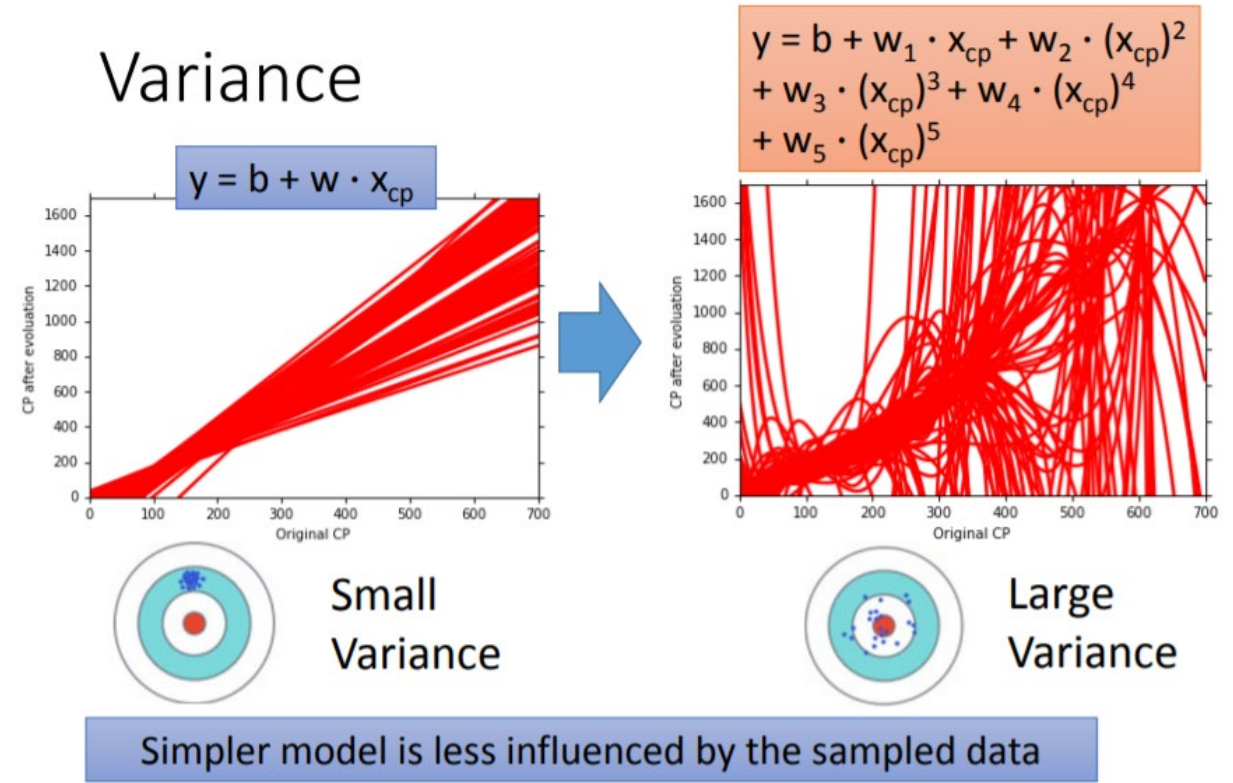 Variance
y = b + w · xcp
y = b + w₁ · xcp + w₂ · (xcp)²
+ w₃ · (xcp)³ + w₄ · (xcp)⁴
+ w₅ · (xcp)⁵
1600
1400
1200
1000
800
600
400
200
0
CP after evoluation
0 100 200 300 400 500 600 700
Original CP
1600
1400
1200
1000
800
600
400
200
0
CP after evoluation
0 100 200 300 400 500 600 700
Original CP
Small
Variance
Large
Variance
Simpler model is less influenced by the sampled data